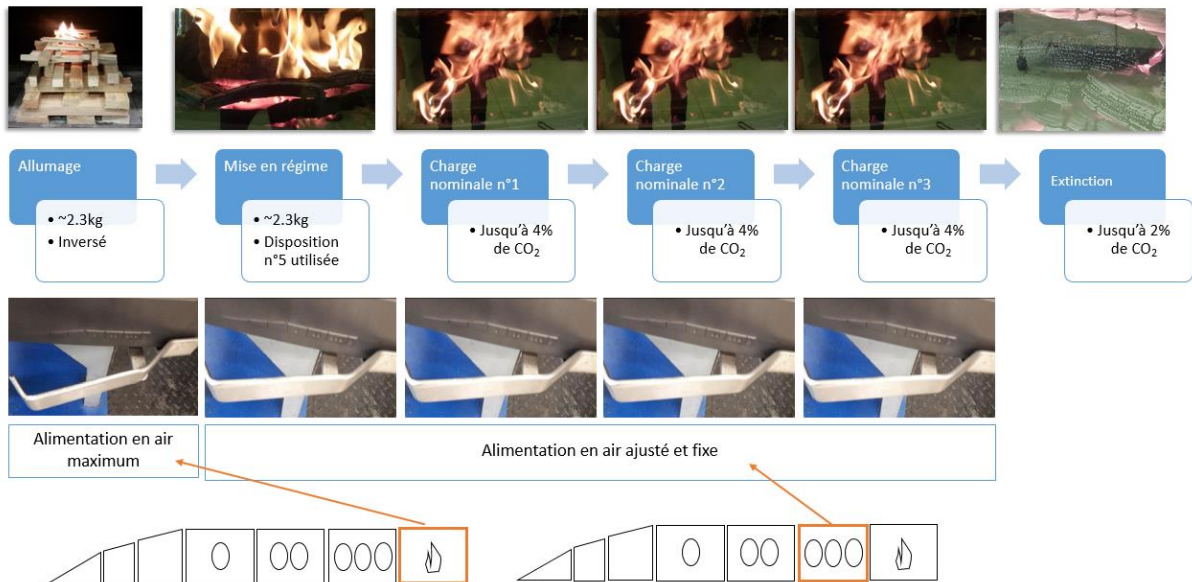 Allumage
• ~2.3kg
• Inversé
Mise en régime
• ~2.3kg
• Disposition
n°5 utilisée
Charge
nominale n°1
• Jusqu'à 4%
de CO₂
Charge
nominale n°2
• Jusqu'à 4%
de CO₂
Charge
nominale n°3
• Jusqu'à 4%
de CO₂
Extinction
• Jusqu'à 2%
de CO₂
Alimentation en air
maximum
Alimentation en air ajusté et fixe